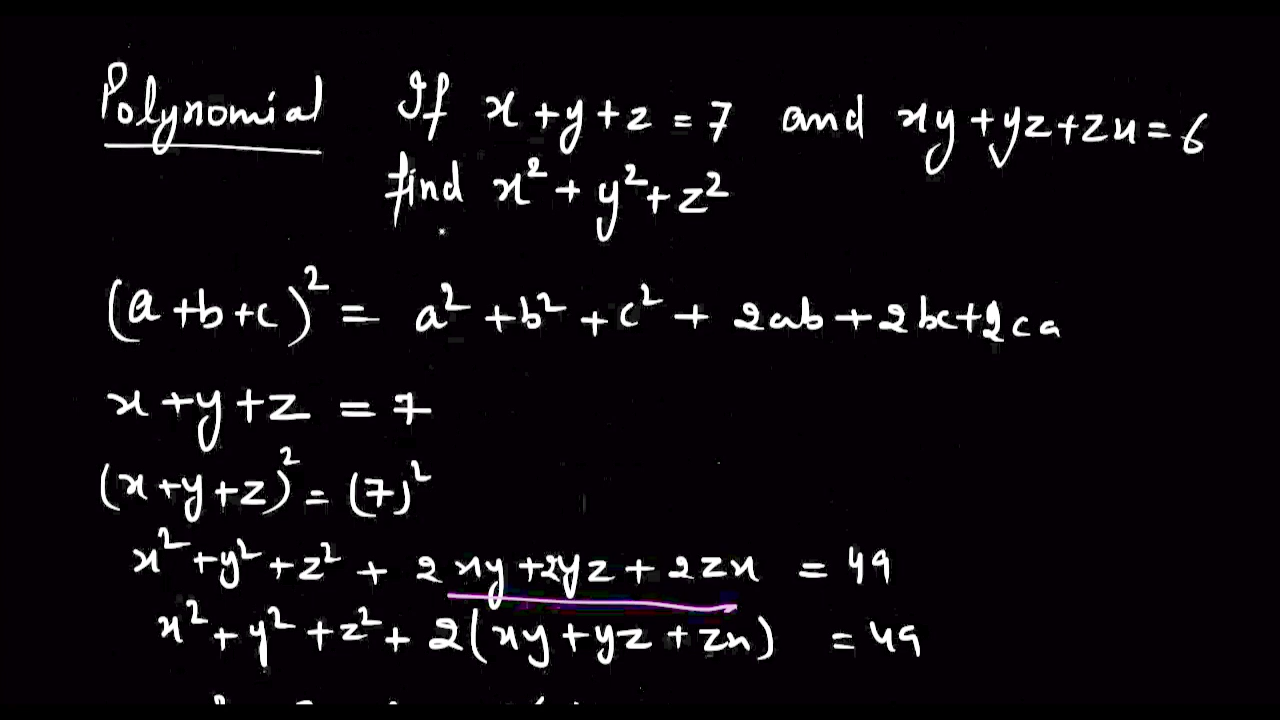 Polynomial If x + y + z = 7 and xy + yz + zx = 6
find x² + y² + z²
(a + b + c)² = a² + b² + c² + 2ab + 2bc + 2ca
x + y + z = 7
(x + y + z)² = (7)²
x² + y² + z² + 2xy + 2yz + 2zx = 49
x² + y² + z² + 2(xy + yz + zx) = 49